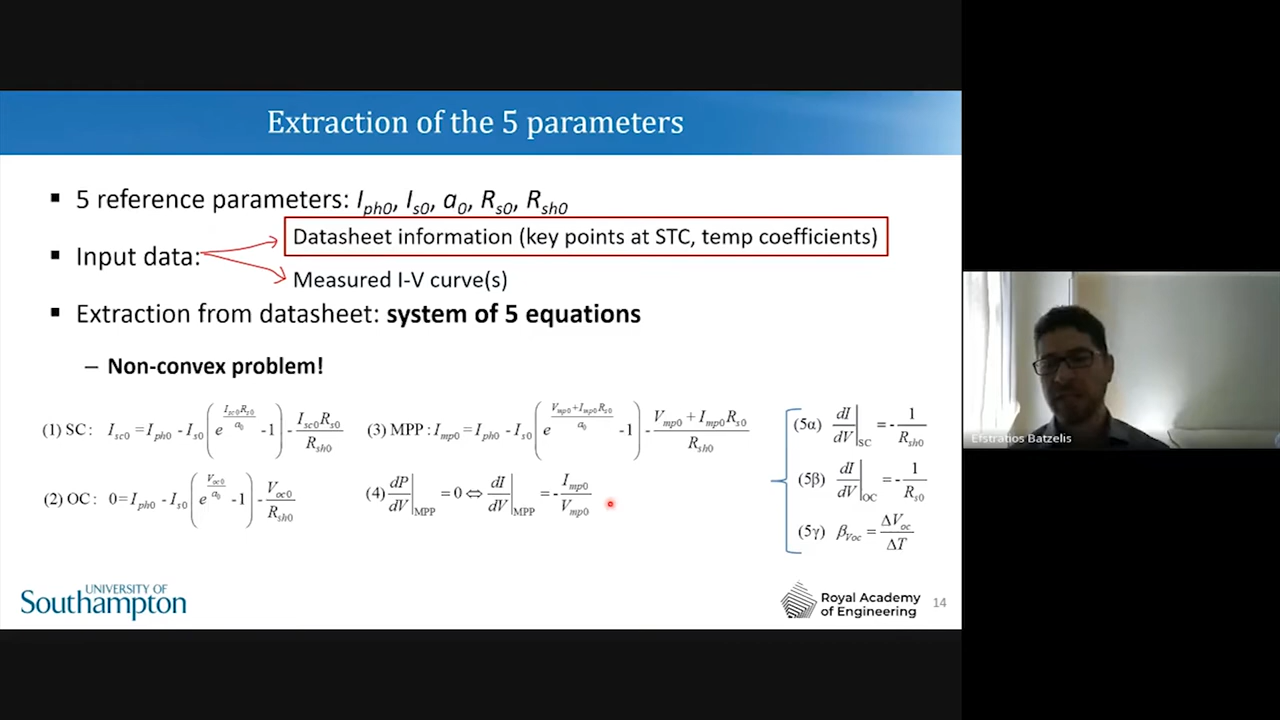 Extraction of the 5 parameters
▪ 5 reference parameters: I_ph0, I_s0, a_0, R_s0, R_sh0
Datasheet information (key points at STC, temp coefficients)
▪ Input data:
Measured I-V curve(s)
▪ Extraction from datasheet: system of 5 equations
– Non-convex problem!
(1) SC: I_sc0 = I_ph0 - I_s0 ( e^(I_sc0 R_s0 / a_0) -1 ) - I_sc0 R_s0 / R_sh0
(3) MPP: I_mp0 = I_ph0 - I_s0 ( e^((V_mp0 + I_mp0 R_s0) / a_0) -1 ) - (V_mp0 + I_mp0 R_s0) / R_sh0
(5α) dI/dV |_SC = - 1/R_sh0
(2) OC: 0 = I_ph0 - I_s0 ( e^(V_oc0 / a_0) -1 ) - V_oc0 / R_sh0
(4) dP/dV |_MPP = 0 ⇔ dI/dV |_MPP = - I_mp0 / V_mp0
(5β) dI/dV |_OC = - 1/R_s0
(5γ) β_Voc = ΔV_oc / ΔT
UNIVERSITY OF
Southampton
Royal Academy
of Engineering
14
Efstratios Batzelis